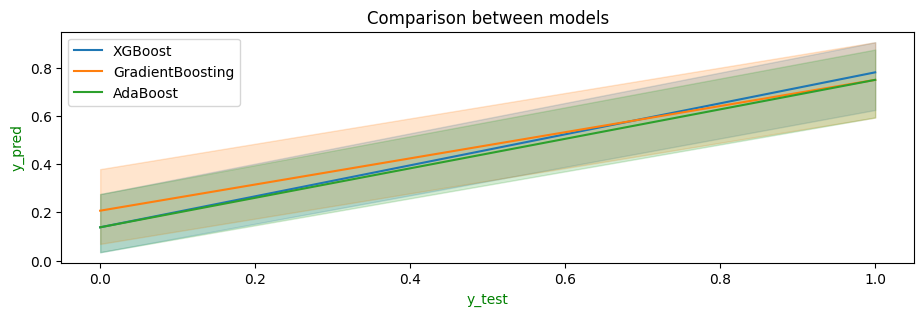 Comparison between models
XGBoost
GradientBoosting
AdaBoost
y_pred
0.8
0.6
0.4
0.2
0.0
0.0 0.2 0.4 0.6 0.8 1.0
y_test